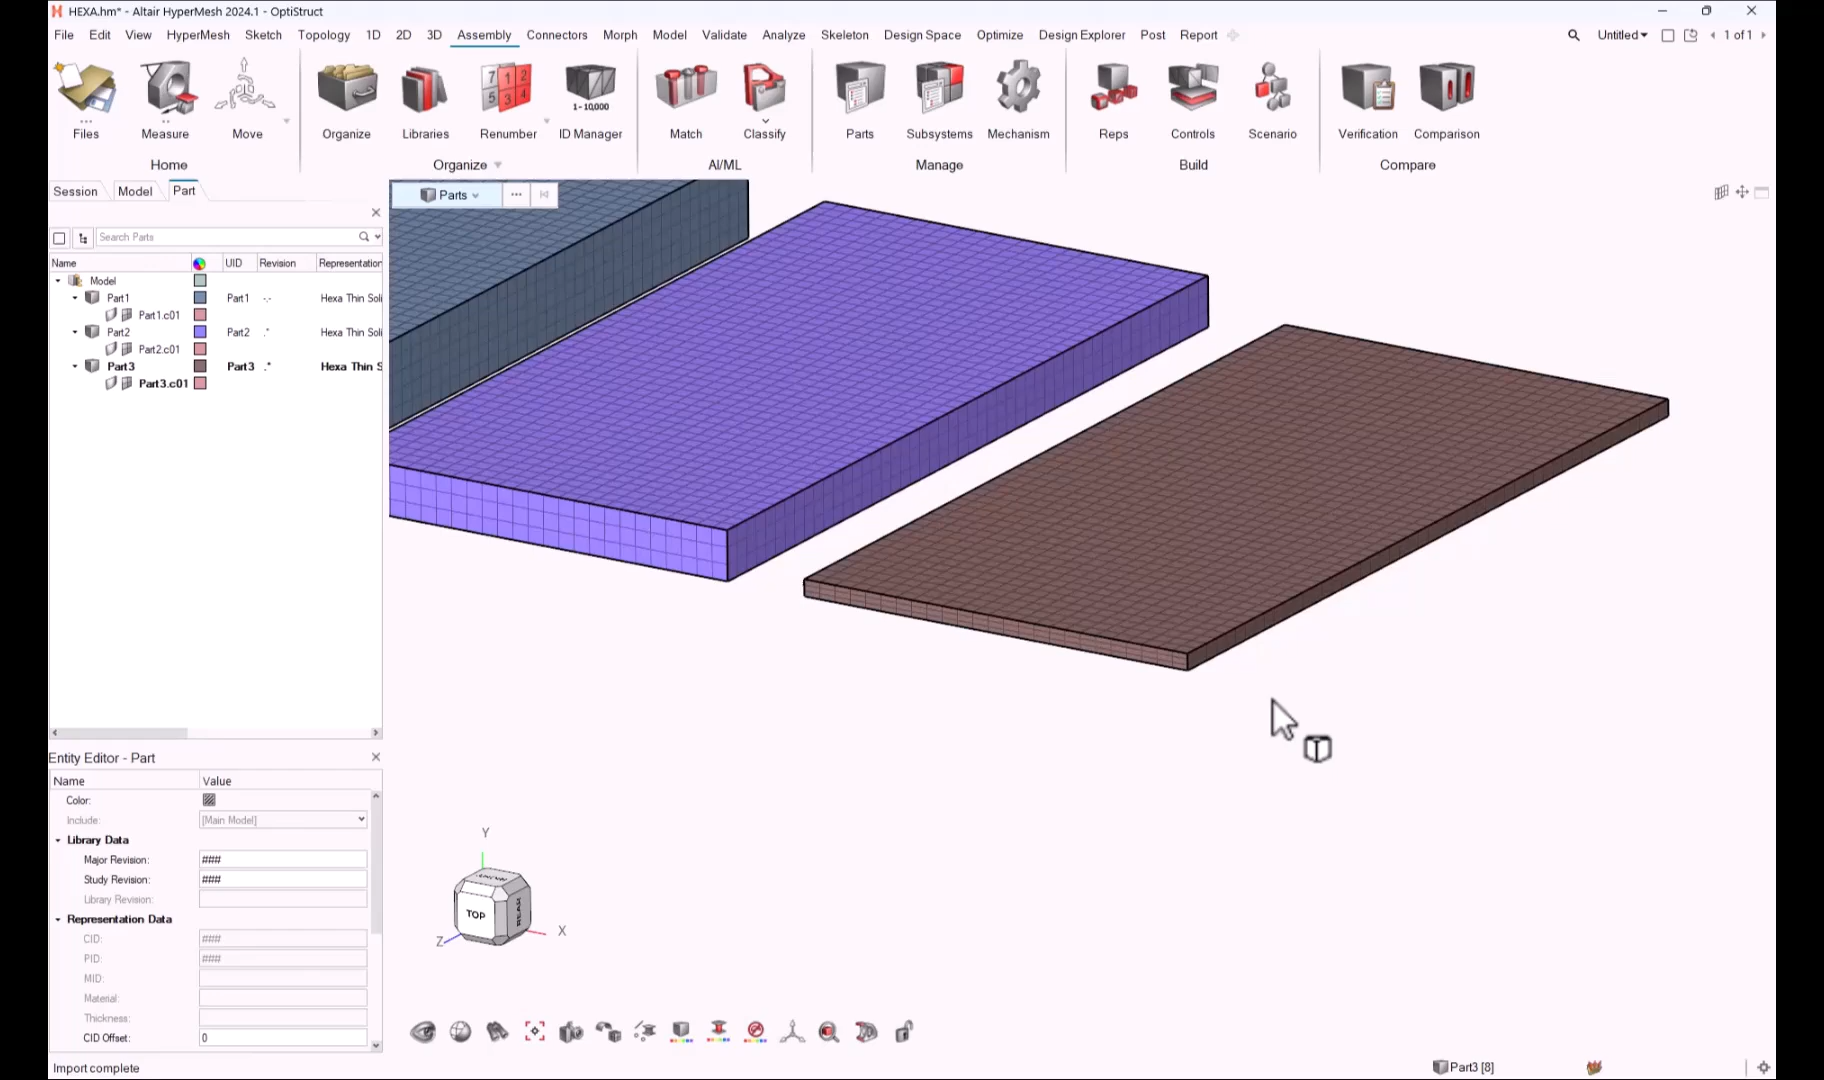 HEXA.hm* - Altair HyperMesh 2024.1 - OptiStruct
File Edit View HyperMesh Sketch Topology 1D 2D 3D Assembly Connectors Morph Model Validate Analyze Skeleton Design Space Optimize Design Explorer Post Report Untitled 1 of 1
1-10,000
Files Measure Move Organize Libraries Renumber ID Manager Match Classify Parts Subsystems Mechanism Reps Controls Scenario Verification Comparison
Home Organize AI/ML Manage Build Compare
Session Model Part
Parts
Search Parts
Name UID Revision Representation
Model
Part1 Part1 -.- Hexa Thin Soli
Part1.c01
Part2 Part2 .* Hexa Thin Soli
Part2.c01
Part3 Part3 .* Hexa Thin S
Part3.c01
Entity Editor - Part
Name Value
Color:
Include: [Main Model]
Library Data
Major Revision: ###
Study Revision: ###
Library Revision:
Representation Data
CID: ###
PID: ###
MID:
Material:
Thickness:
CID Offset: 0
Y
TOP
REAR
Z
X
Import complete
Part3 [8]